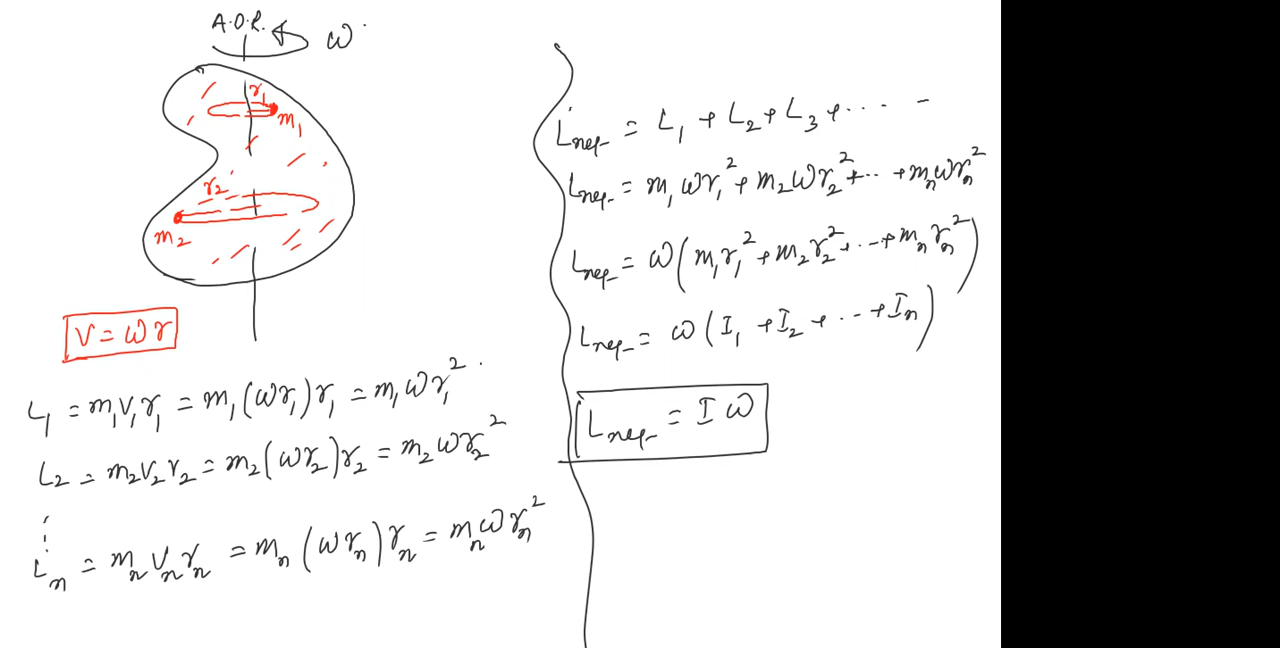 A.O.R.
ω
r₁
m₁
r₂
m₂
V = ωr
L₁ = m₁v₁r₁ = m₁(ωr₁)r₁ = m₁ωr₁²
L₂ = m₂v₂r₂ = m₂(ωr₂)r₂ = m₂ωr₂²
Lₙ = mₙvₙrₙ = mₙ(ωrₙ)rₙ = mₙωrₙ²
Lₙₑₜ = L₁ + L₂ + L₃ + ....
Lₙₑₜ = m₁ωr₁² + m₂ωr₂² + ... + mₙωrₙ²
Lₙₑₜ = ω(m₁r₁² + m₂r₂² + ... + mₙrₙ²)
Lₙₑₜ = ω(I₁ + I₂ + ... + Iₙ)
Lₙₑₜ = Iω